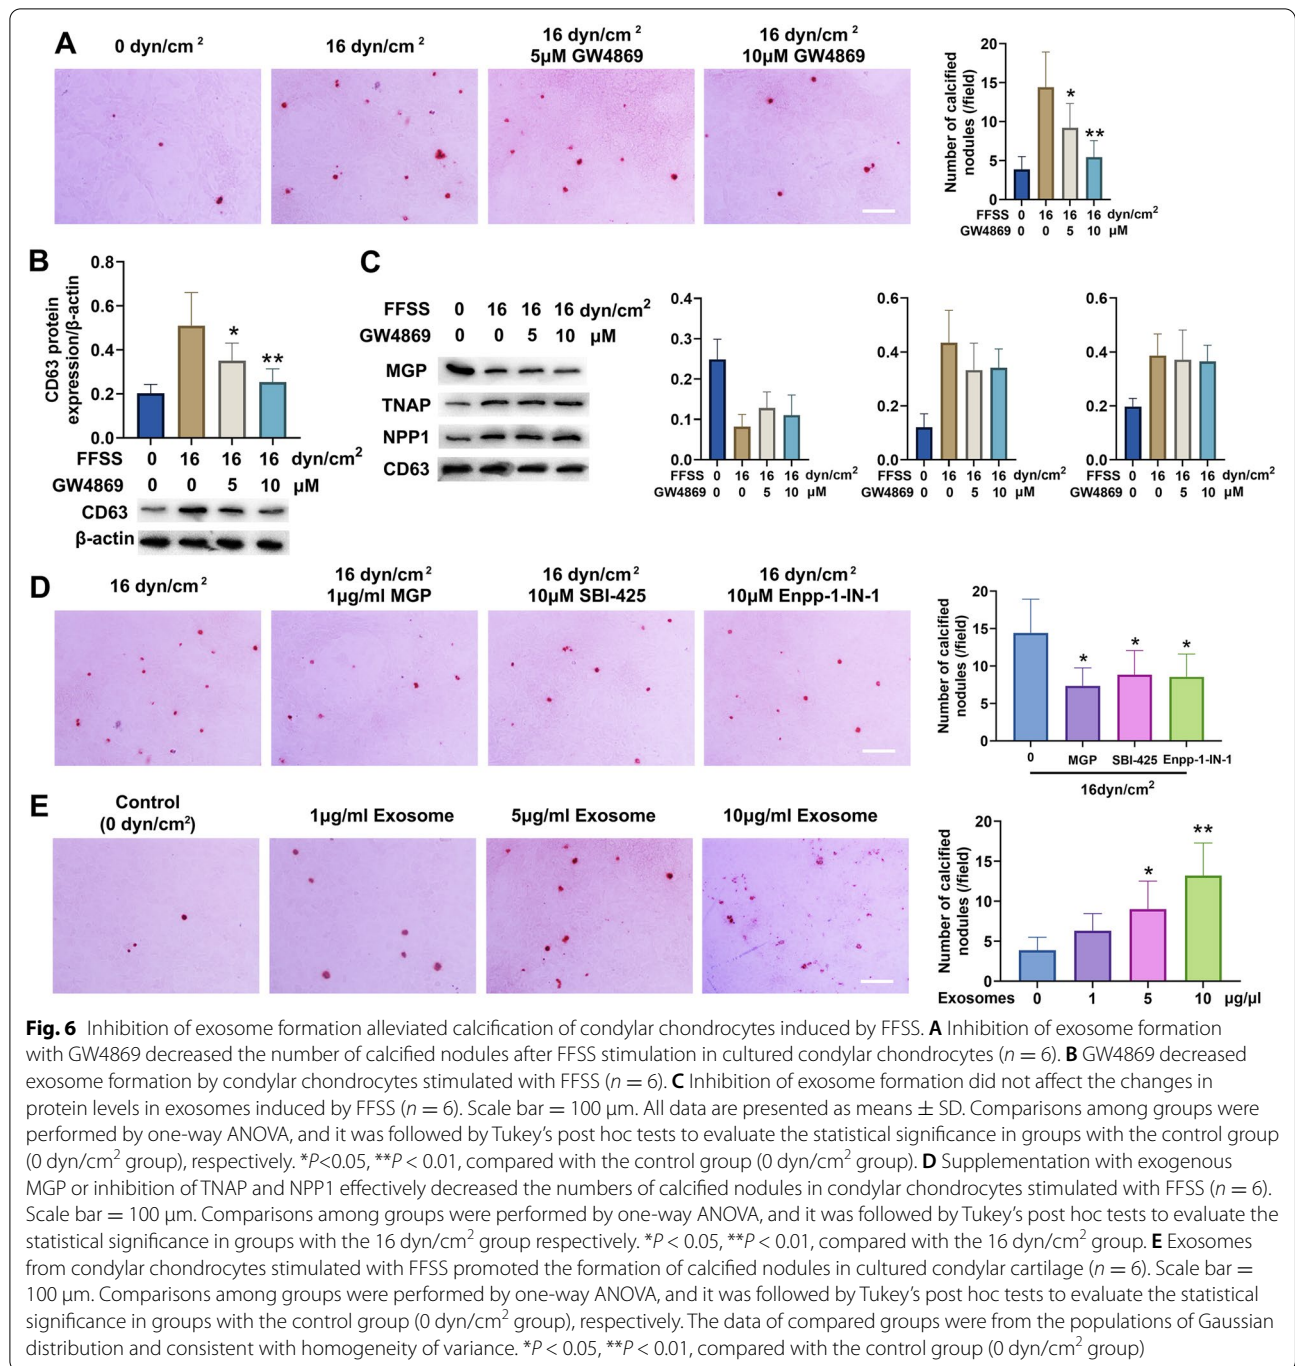 A
0 dyn/cm²
16 dyn/cm²
16 dyn/cm²
5µM GW4869
16 dyn/cm²
10µM GW4869
Number of calcified
nodules (/field)
20
15
10
5
0
*
**
FFSS 0 16 16 16 dyn/cm²
GW4869 0 0 5 10 µM
B
CD63 protein
expression/β-actin
0.8
0.6
0.4
0.2
0.0
*
**
FFSS 0 16 16 16 dyn/cm²
GW4869 0 0 5 10 µM
CD63
β-actin
C
FFSS 0 16 16 16 dyn/cm²
GW4869 0 0 5 10 µM
MGP
TNAP
NPP1
CD63
0.4
0.3
0.2
0.1
0.0
FFSS 0 16 16 16 dyn/cm²
GW4869 0 0 5 10 µM
0.6
0.4
0.2
0.0
FFSS 0 16 16 16 dyn/cm²
GW4869 0 0 5 10 µM
0.6
0.4
0.2
0.0
FFSS 0 16 16 16 dyn/cm²
GW4869 0 0 5 10 µM
D
16 dyn/cm²
16 dyn/cm²
1µg/ml MGP
16 dyn/cm²
10µM SBI-425
16 dyn/cm²
10µM Enpp-1-IN-1
Number of calcified
nodules (/field)
20
15
10
5
0
*
*
*
0 MGP SBI-425 Enpp-1-IN-1
16dyn/cm²
E
Control
(0 dyn/cm²)
1µg/ml Exosome
5µg/ml Exosome
10µg/ml Exosome
Number of calcified
nodules (/field)
20
15
10
5
0
*
**
Exosomes 0 1 5 10 µg/µl
Fig. 6 Inhibition of exosome formation alleviated calcification of condylar chondrocytes induced by FFSS. A Inhibition of exosome formation
with GW4869 decreased the number of calcified nodules after FFSS stimulation in cultured condylar chondrocytes (n = 6). B GW4869 decreased
exosome formation by condylar chondrocytes stimulated with FFSS (n = 6). C Inhibition of exosome formation did not affect the changes in
protein levels in exosomes induced by FFSS (n = 6). Scale bar = 100 µm. All data are presented as means ± SD. Comparisons among groups were
performed by one-way ANOVA, and it was followed by Tukey's post hoc tests to evaluate the statistical significance in groups with the control group
(0 dyn/cm² group), respectively. *P<0.05, **P < 0.01, compared with the control group (0 dyn/cm² group). D Supplementation with exogenous
MGP or inhibition of TNAP and NPP1 effectively decreased the numbers of calcified nodules in condylar chondrocytes stimulated with FFSS (n = 6).
Scale bar = 100 µm. Comparisons among groups were performed by one-way ANOVA, and it was followed by Tukey's post hoc tests to evaluate the
statistical significance in groups with the 16 dyn/cm² group respectively. *P < 0.05, **P < 0.01, compared with the 16 dyn/cm² group. E Exosomes
from condylar chondrocytes stimulated with FFSS promoted the formation of calcified nodules in cultured condylar cartilage (n = 6). Scale bar =
100 µm. Comparisons among groups were performed by one-way ANOVA, and it was followed by Tukey's post hoc tests to evaluate the statistical
significance in groups with the control group (0 dyn/cm² group), respectively. The data of compared groups were from the populations of Gaussian
distribution and consistent with homogeneity of variance. *P < 0.05, **P < 0.01, compared with the control group (0 dyn/cm² group)